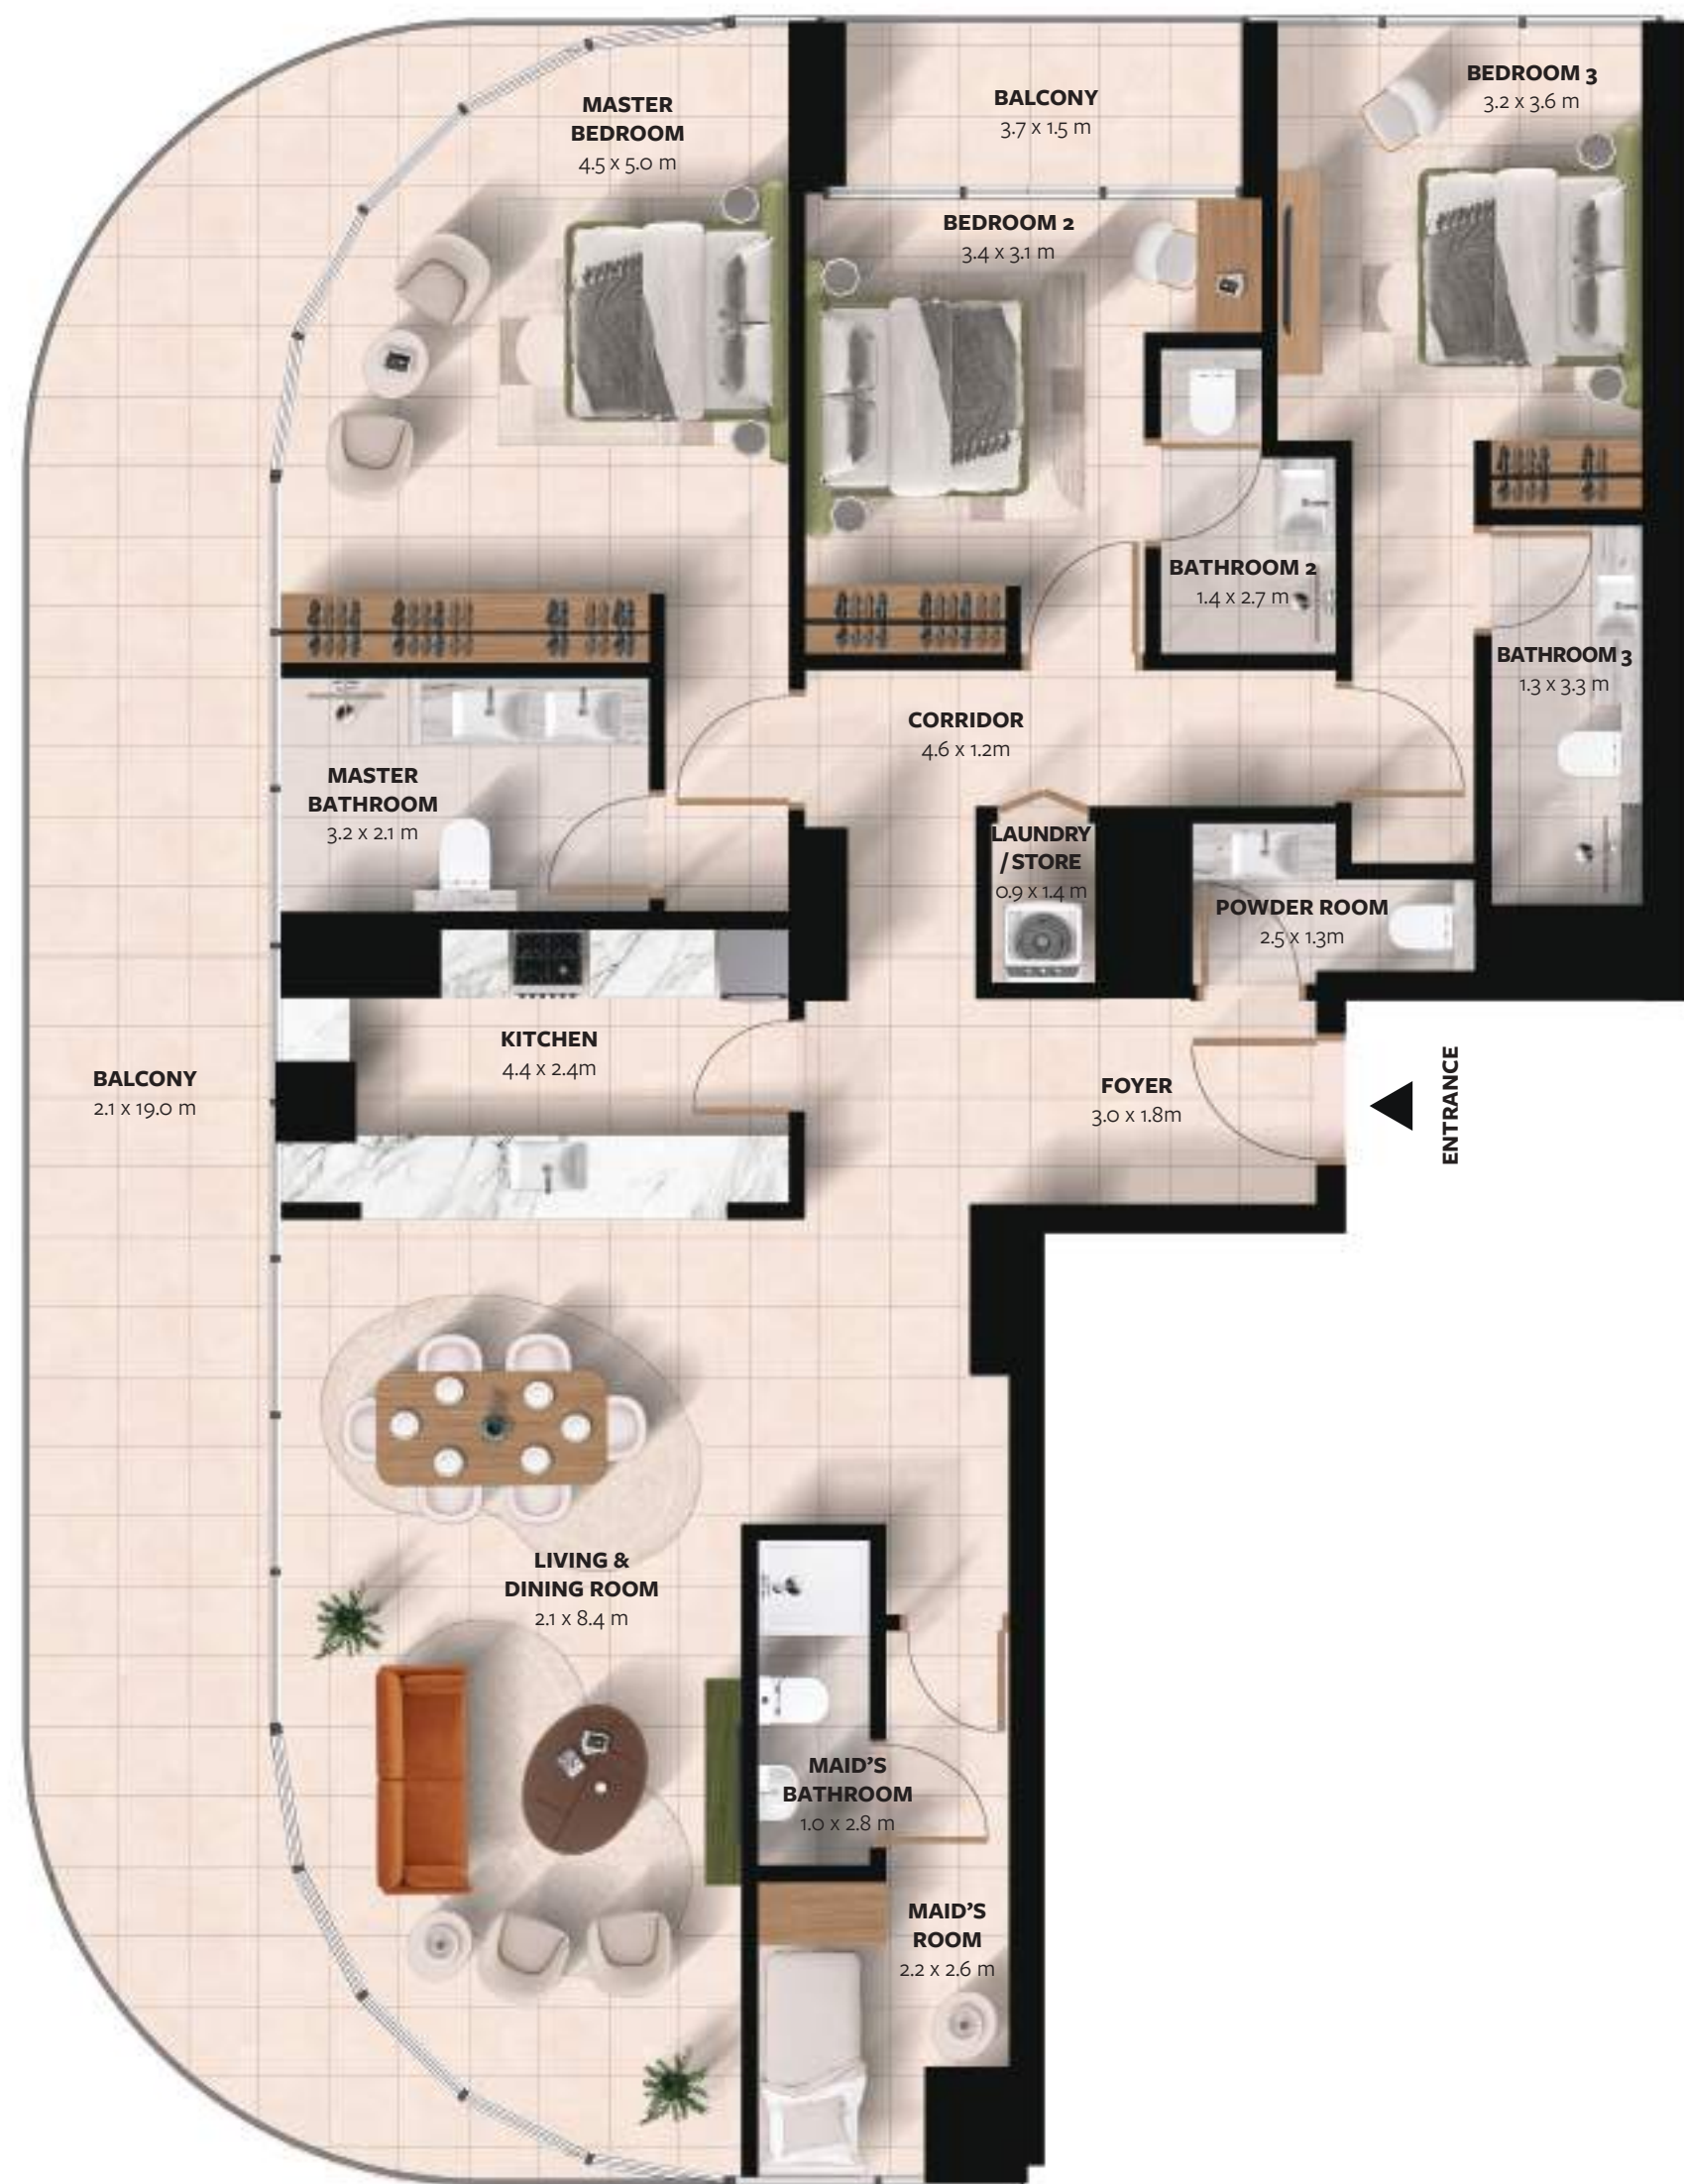 MASTER
BEDROOM
4.5 x 5.0 m
BALCONY
3.7 x 1.5 m
BEDROOM 3
3.2 x 3.6 m
BEDROOM 2
3.4 x 3.1 m
BATHROOM 2
1.4 x 2.7 m
BATHROOM 3
1.3 x 3.3 m
CORRIDOR
4.6 x 1.2m
MASTER
BATHROOM
3.2 x 2.1 m
LAUNDRY
/ STORE
0.9 x 1.4 m
POWDER ROOM
2.5 x 1.3m
KITCHEN
4.4 x 2.4m
BALCONY
2.1 x 19.0 m
FOYER
3.0 x 1.8m
ENTRANCE
LIVING &
DINING ROOM
2.1 x 8.4 m
MAID'S
BATHROOM
1.0 x 2.8 m
MAID'S
ROOM
2.2 x 2.6 m